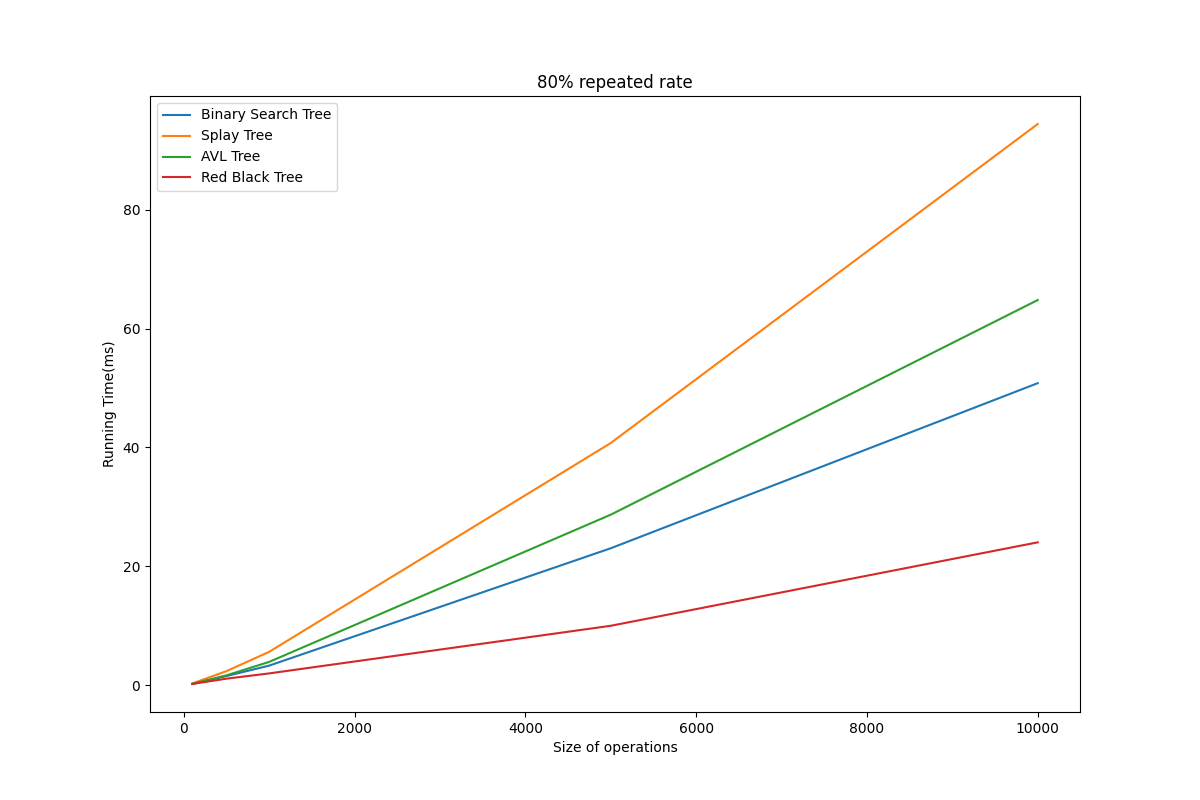 80% repeated rate
Binary Search Tree
Splay Tree
AVL Tree
Red Black Tree
80
60
40
20
0
Running Time(ms)
0 2000 4000 6000 8000 10000
Size of operations